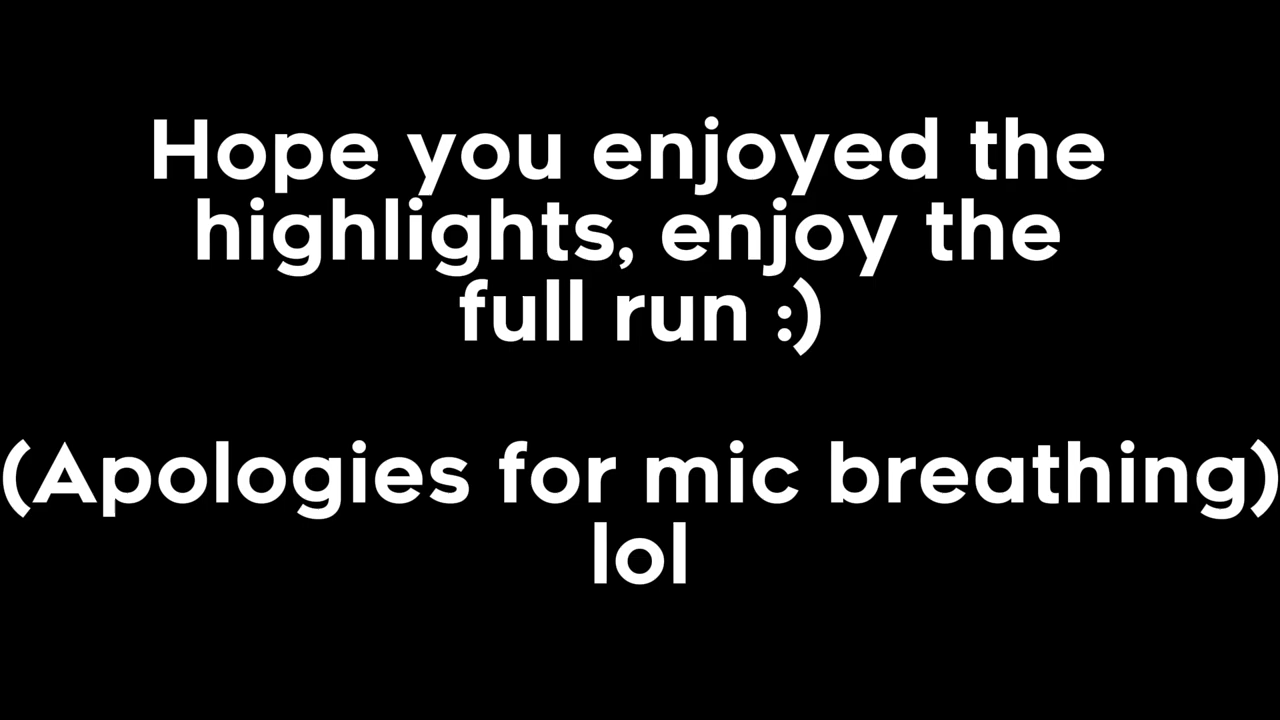 Hope you enjoyed the
highlights, enjoy the
full run :)
(Apologies for mic breathing)
lol